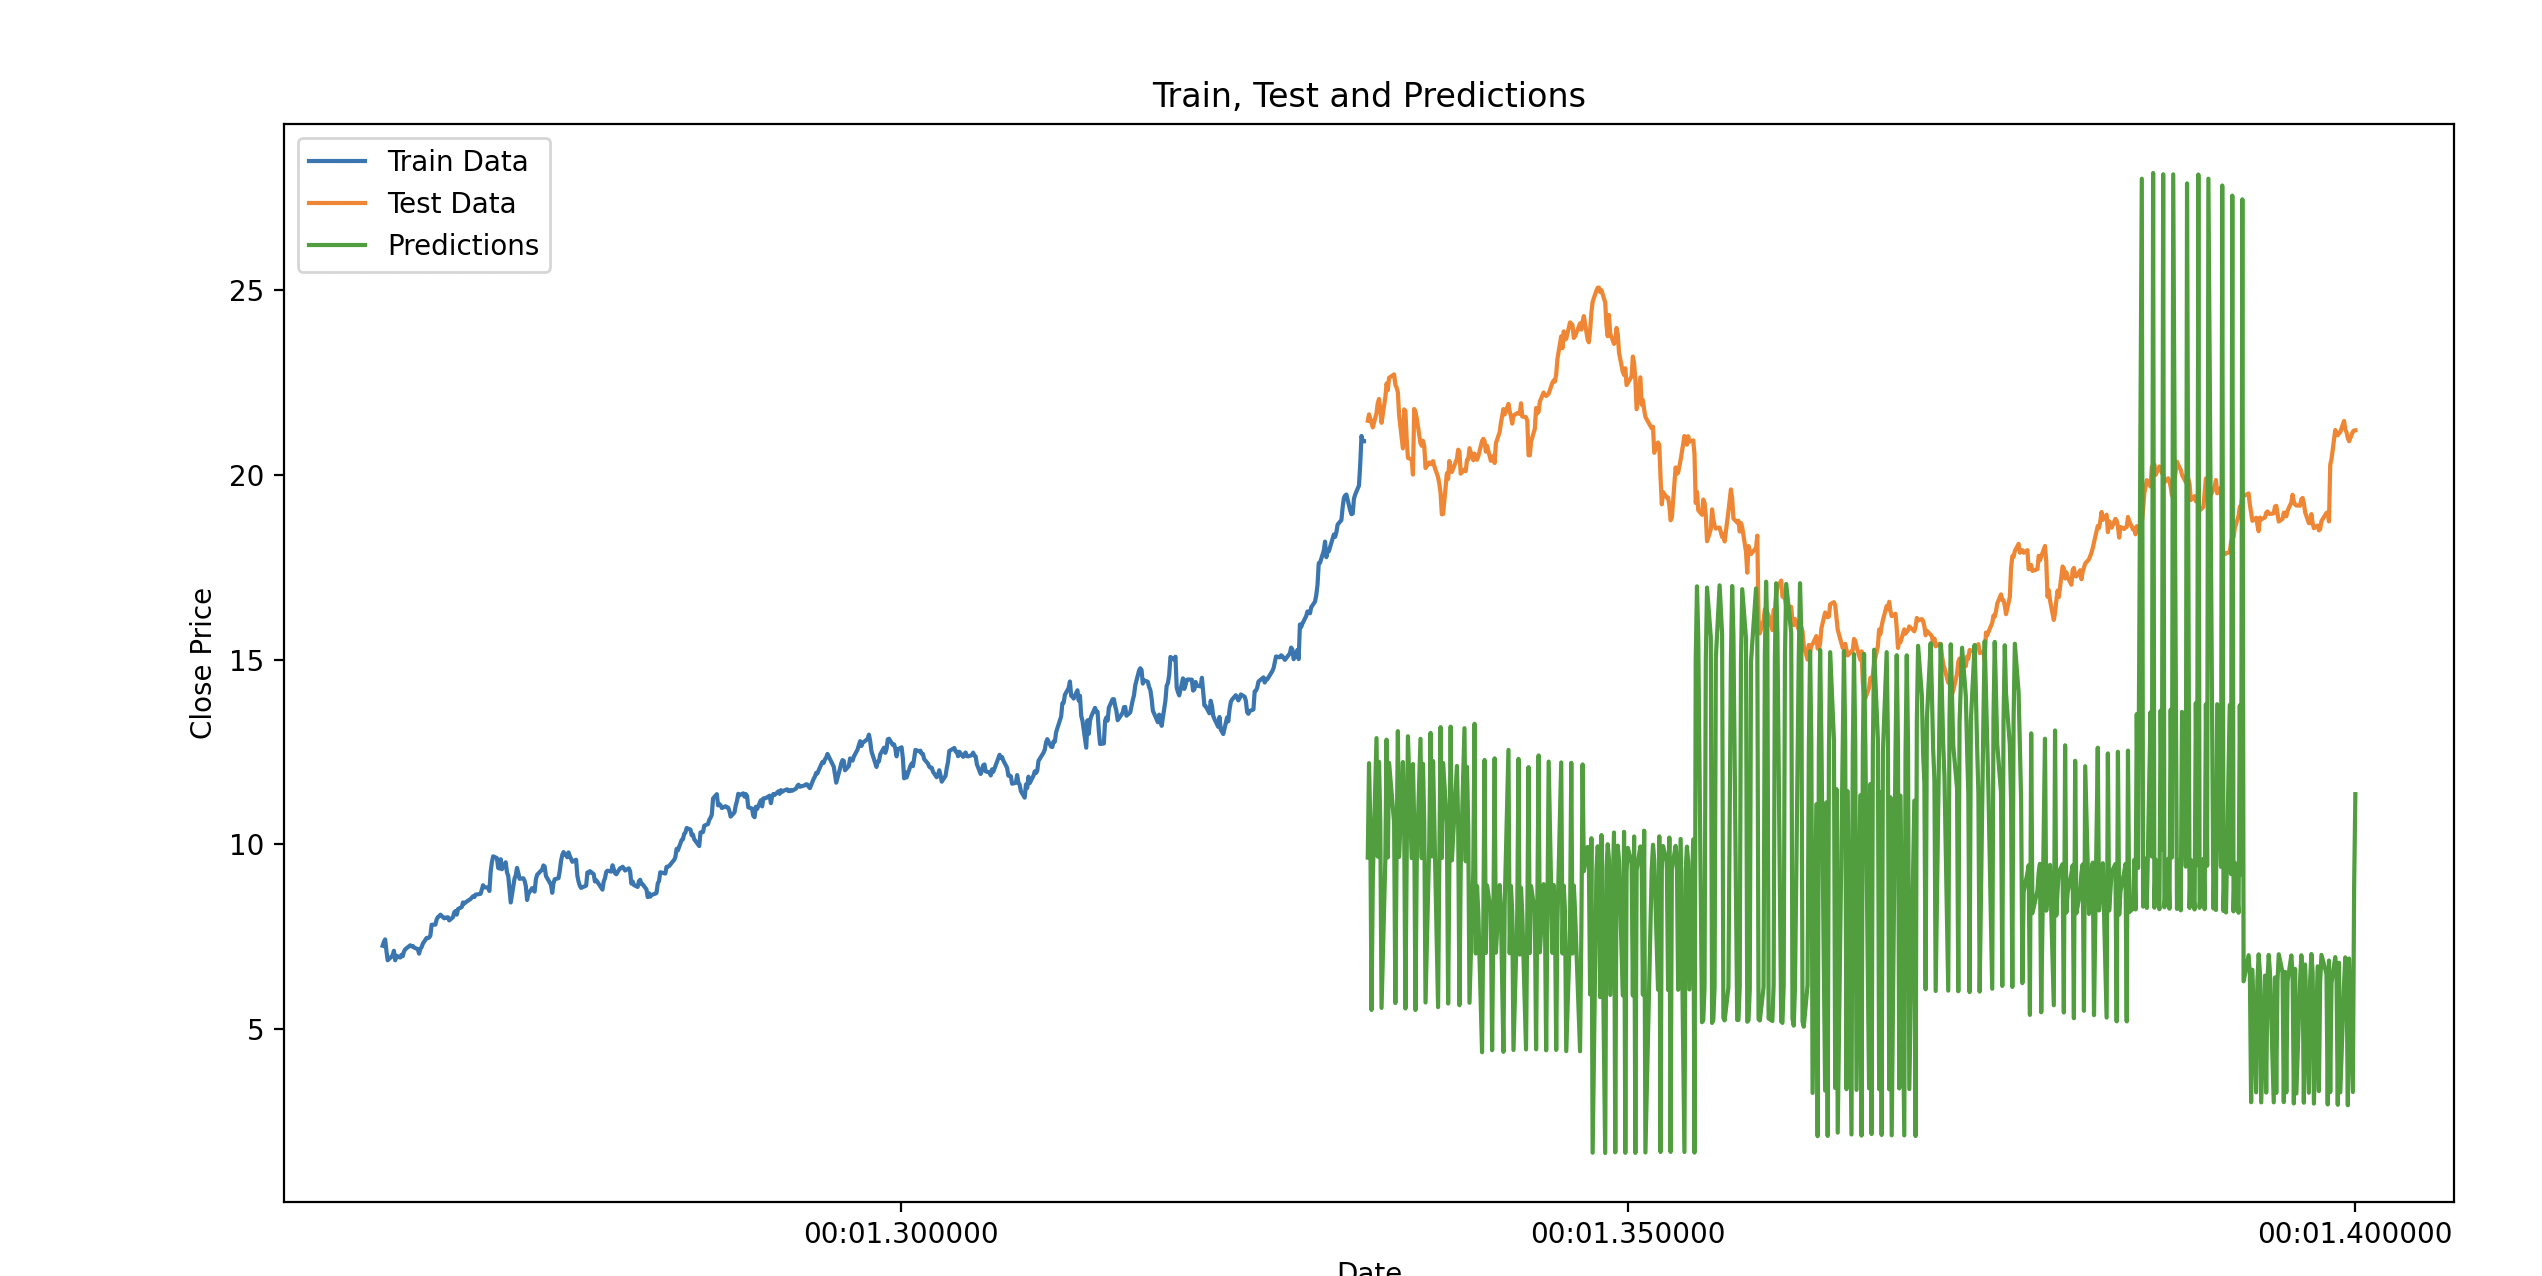 Train, Test and Predictions
Train Data
Test Data
Predictions
25
20
15
10
5
Close Price
00:01.300000
00:01.350000
00:01.400000
Date